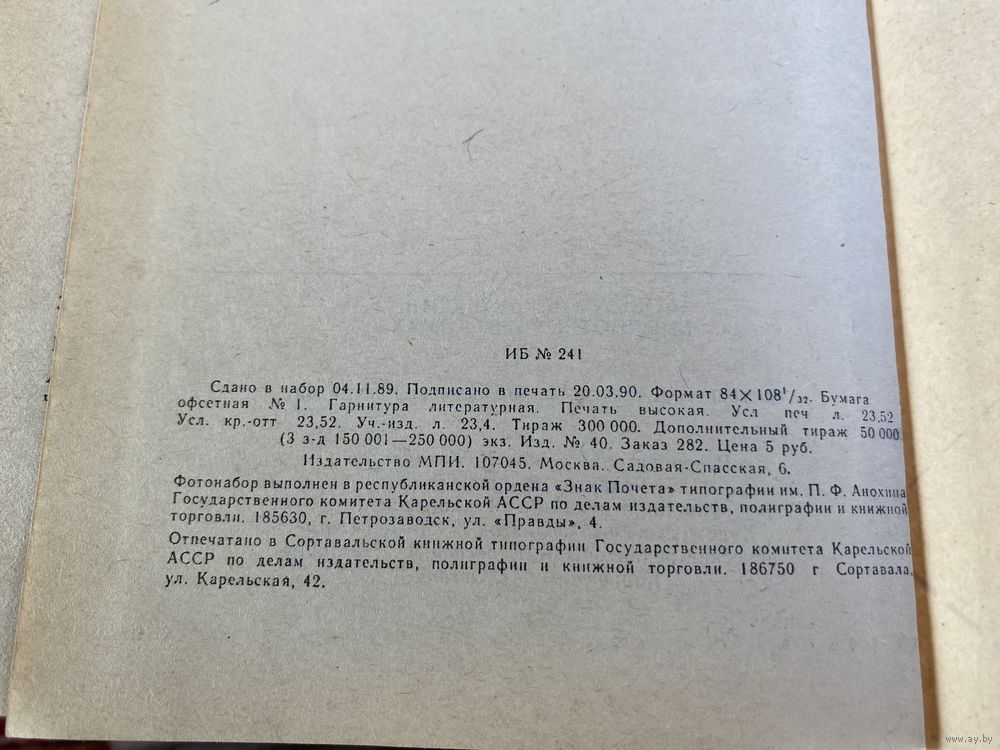 ИБ № 241
Сдано в набор 04.11.89. Подписано в печать 20.03.90. Формат 84×108¹/₃₂. Бумага
офсетная № 1. Гарнитура литературная. Печать высокая. Усл печ л. 23,52
Усл. кр.-отт 23,52. Уч.-изд. л. 23,4. Тираж 300 000. Дополнительный тираж 50 000
(3 з-д 150 001—250 000) экз. Изд. № 40. Заказ 282. Цена 5 руб.
Издательство МПИ. 107045. Москва. Садовая-Спасская, 6.
Фотонабор выполнен в республиканской ордена «Знак Почета» типографии им. П. Ф. Анохина
Государственного комитета Карельской АССР по делам издательств, полиграфии и книжной
торговли. 185630, г. Петрозаводск, ул. «Правды», 4.
Отпечатано в Сортавальской книжной типографии Государственного комитета Карельской
АССР по делам издательств, полиграфии и книжной торговли. 186750 г Сортавала,
ул. Карельская, 42.
www.ay.by